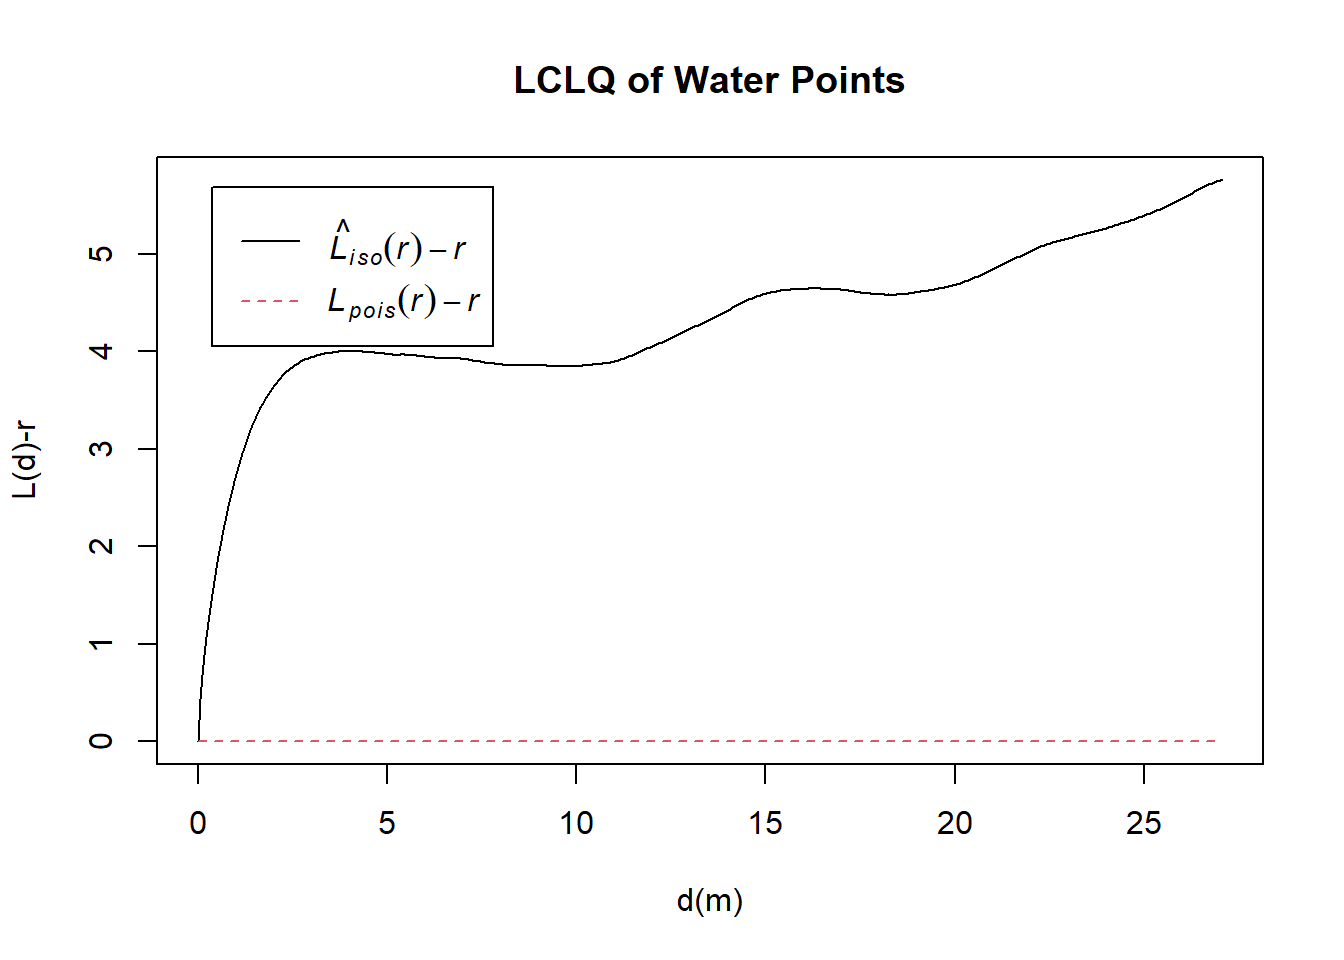 LCLQ of Water Points
L̂iso(r) – r
Lpois(r) – r
L(d)-r
5
4
3
2
1
0
0 5 10 15 20 25
d(m)